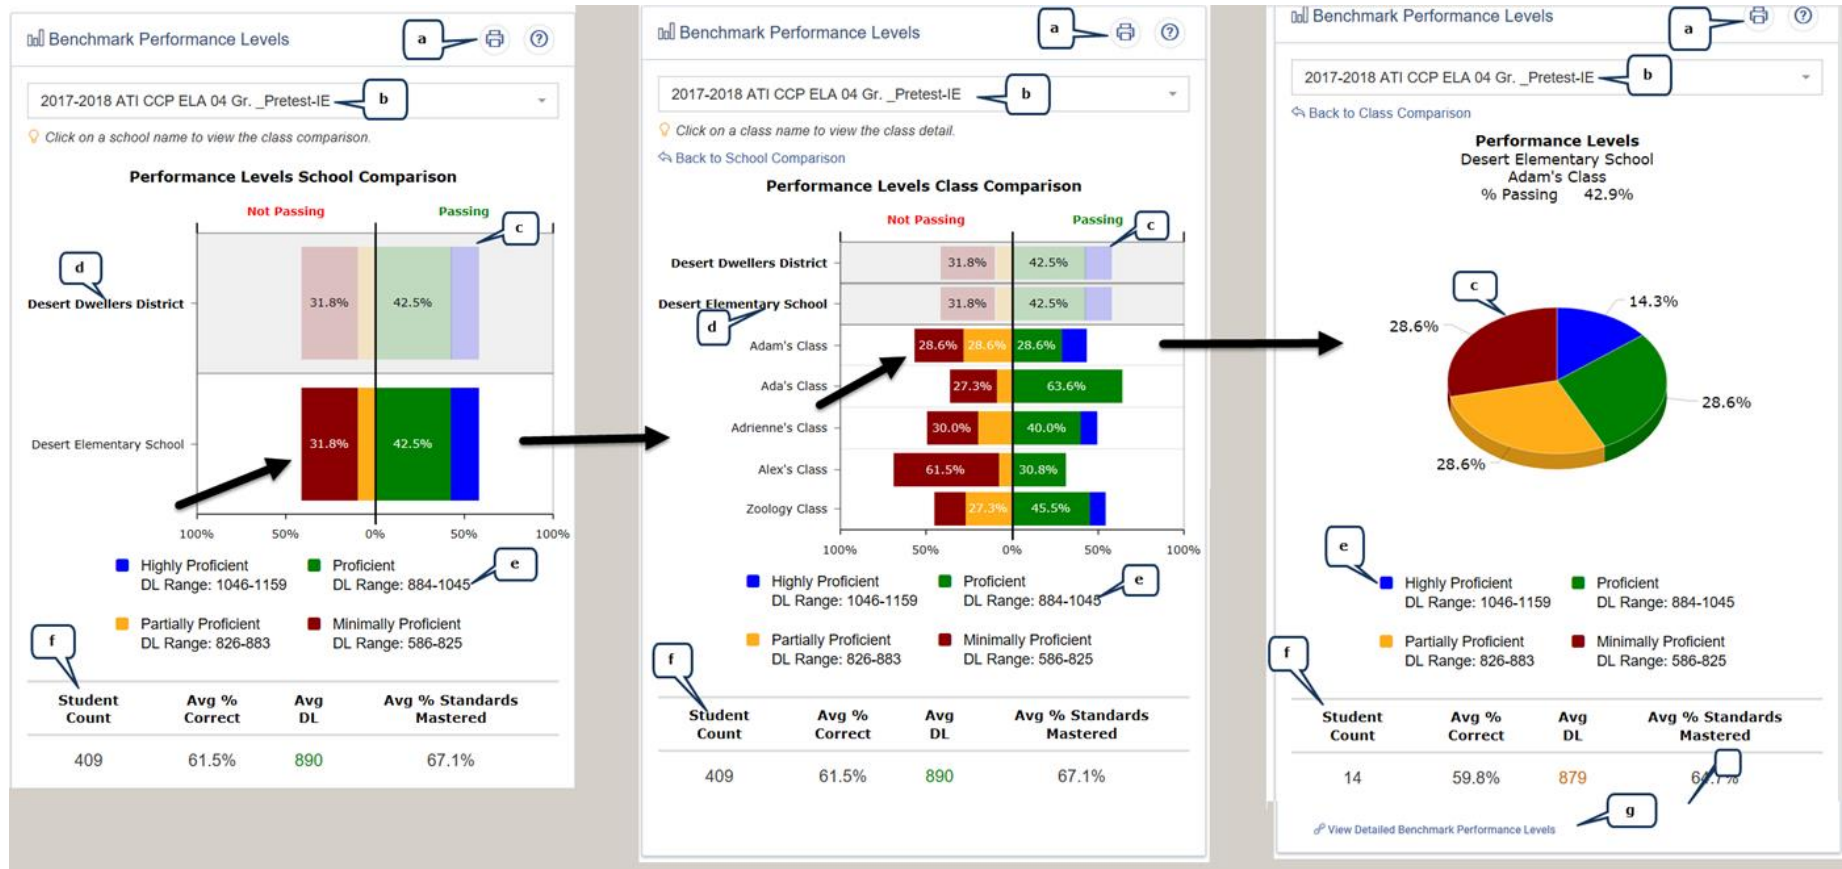 Benchmark Performance Levels
a
2017-2018 ATI CCP ELA 04 Gr. _Pretest-IE
b
Click on a school name to view the class comparison.
Performance Levels School Comparison
Not Passing Passing
c
d
Desert Dwellers District
31.8% 42.5%
Desert Elementary School
31.8% 42.5%
100% 50% 0% 50% 100%
e
Highly Proficient
DL Range: 1046-1159
Proficient
DL Range: 884-1045
Partially Proficient
DL Range: 826-883
Minimally Proficient
DL Range: 586-825
f
Student Count
Avg % Correct
Avg DL
Avg % Standards Mastered
409 61.5% 890 67.1%
Benchmark Performance Levels
a
2017-2018 ATI CCP ELA 04 Gr. _Pretest-IE
b
Click on a class name to view the class detail.
Back to School Comparison
Performance Levels Class Comparison
Not Passing Passing
c
Desert Dwellers District 31.8% 42.5%
Desert Elementary School 31.8% 42.5%
d
Adam's Class 28.6% 28.6% 28.6%
Ada's Class 27.3% 63.6%
Adrienne's Class 30.0% 40.0%
Alex's Class 61.5% 30.8%
Zoology Class 27.3% 45.5%
100% 50% 0% 50% 100%
e
Highly Proficient
DL Range: 1046-1159
Proficient
DL Range: 884-1045
Partially Proficient
DL Range: 826-883
Minimally Proficient
DL Range: 586-825
f
Student Count
Avg % Correct
Avg DL
Avg % Standards Mastered
409 61.5% 890 67.1%
Benchmark Performance Levels
a
2017-2018 ATI CCP ELA 04 Gr. _Pretest-IE
b
Back to Class Comparison
Performance Levels
Desert Elementary School
Adam's Class
% Passing 42.9%
c
14.3%
28.6%
28.6%
28.6%
e
Highly Proficient
DL Range: 1046-1159
Proficient
DL Range: 884-1045
Partially Proficient
DL Range: 826-883
Minimally Proficient
DL Range: 586-825
f
Student Count
Avg % Correct
Avg DL
Avg % Standards Mastered
14 59.8% 879
g
View Detailed Benchmark Performance Levels